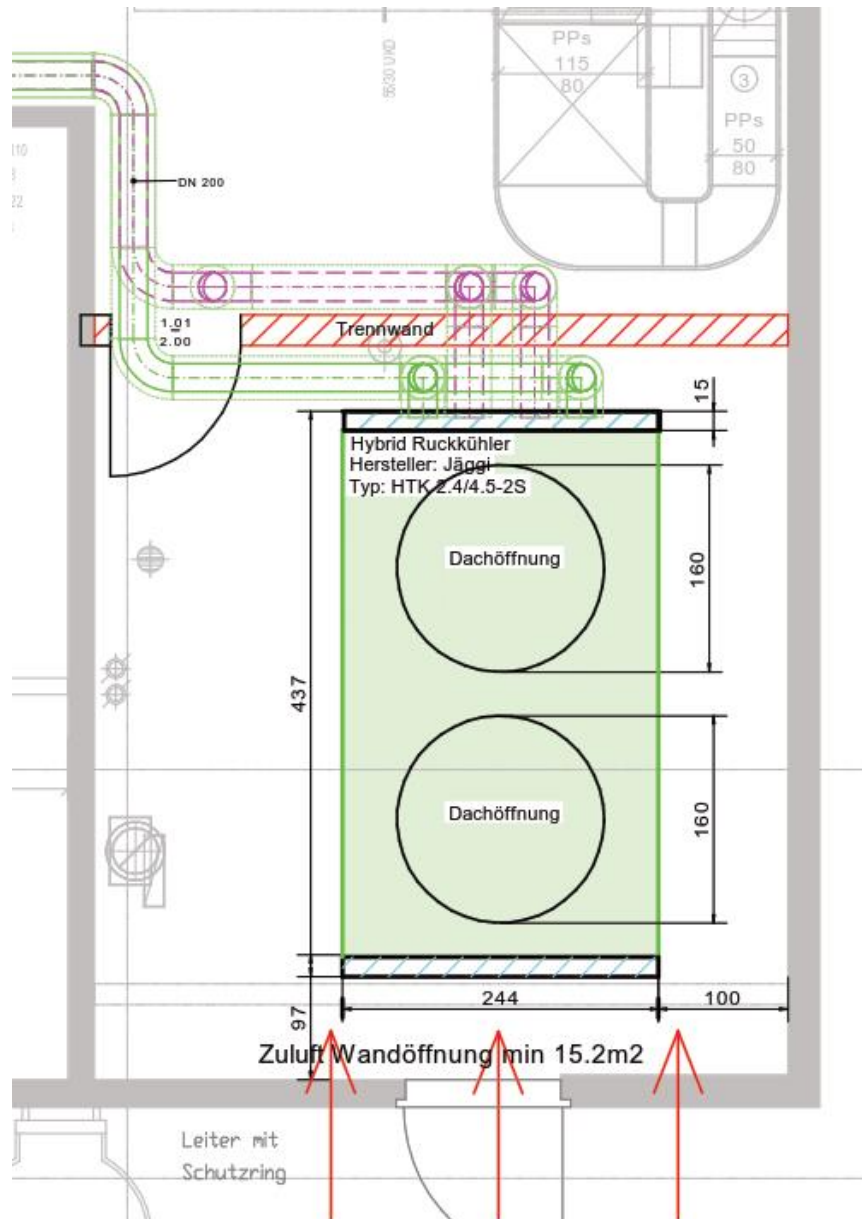 PPs
115
80
3
PPs
50
80
DN 200
1.01
2.00
Trennwand
15
Hybrid Ruckkühler
Hersteller: Jäggi
Typ: HTK 2.4/4.5-2S
Dachöffnung
160
437
Dachöffnung
160
244
100
97
Zuluft Wandöffnung min 15.2m2
Leiter mit
Schutzring